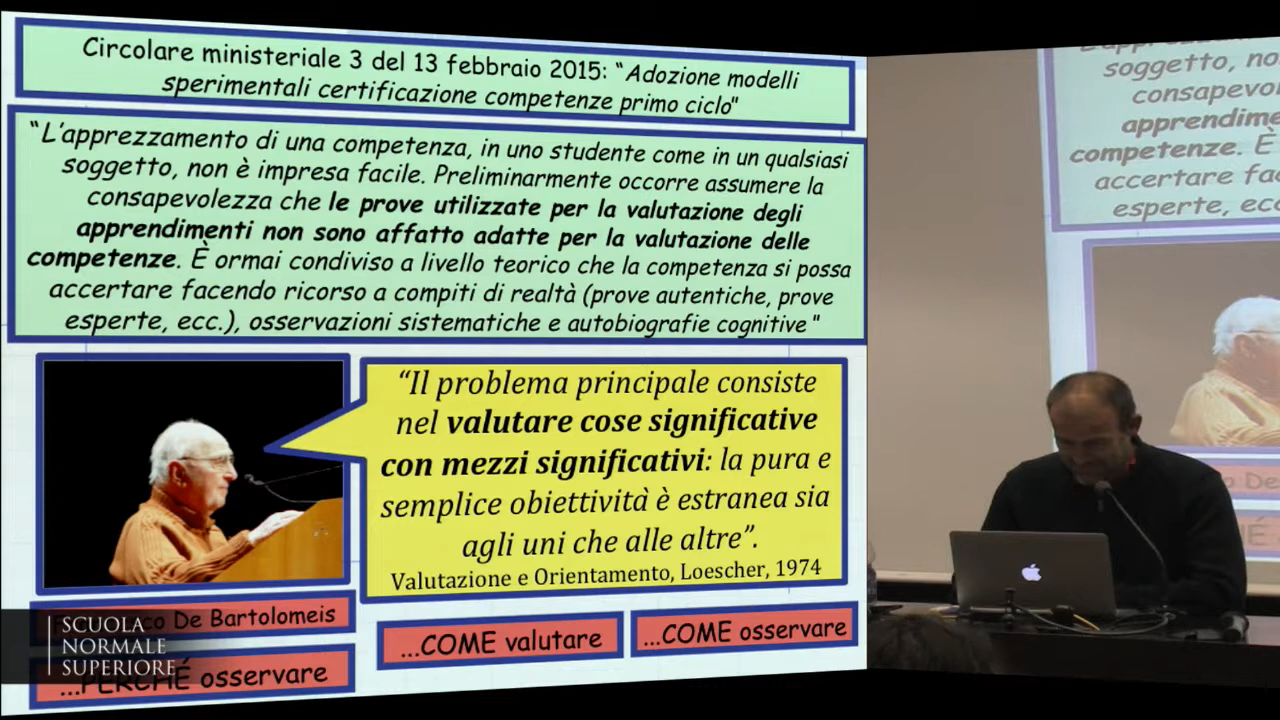 Circolare ministeriale 3 del 13 febbraio 2015: "Adozione modelli
sperimentali certificazione competenze primo ciclo"
"L'apprezzamento di una competenza, in uno studente come in un qualsiasi
soggetto, non è impresa facile. Preliminarmente occorre assumere la
consapevolezza che le prove utilizzate per la valutazione degli
apprendimenti non sono affatto adatte per la valutazione delle
competenze. È ormai condiviso a livello teorico che la competenza si possa
accertare facendo ricorso a compiti di realtà (prove autentiche, prove
esperte, ecc.), osservazioni sistematiche e autobiografie cognitive"
“Il problema principale consiste
nel valutare cose significative
con mezzi significativi: la pura e
semplice obiettività è estranea sia
agli uni che alle altre”.
Valutazione e Orientamento, Loescher, 1974
De Bartolomeis
...COME valutare
...COME osservare
...PERCHÉ osservare
SCUOLA
NORMALE
SUPERIORE
soggetto, no
consapevol
apprendime
competenze. È
accertare fac
esperte, ecc